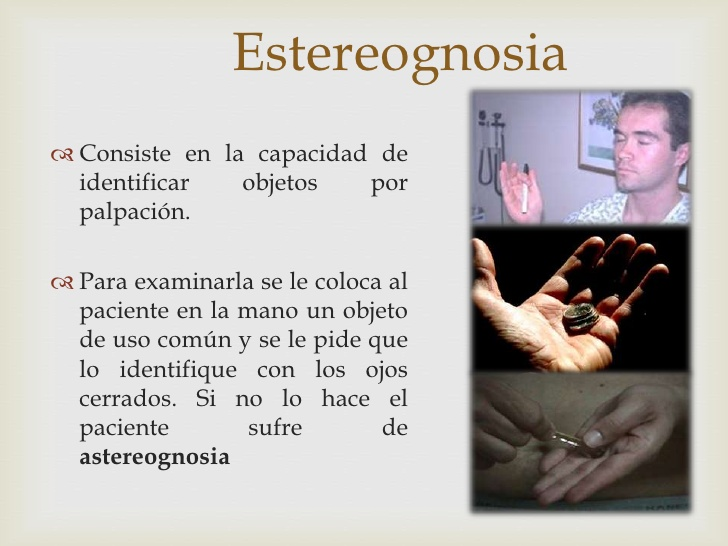 Estereognosia
Consiste en la capacidad de
identificar objetos por
palpación.
Para examinarla se le coloca al
paciente en la mano un objeto
de uso común y se le pide que
lo identifique con los ojos
cerrados. Si no lo hace el
paciente sufre de
astereognosia